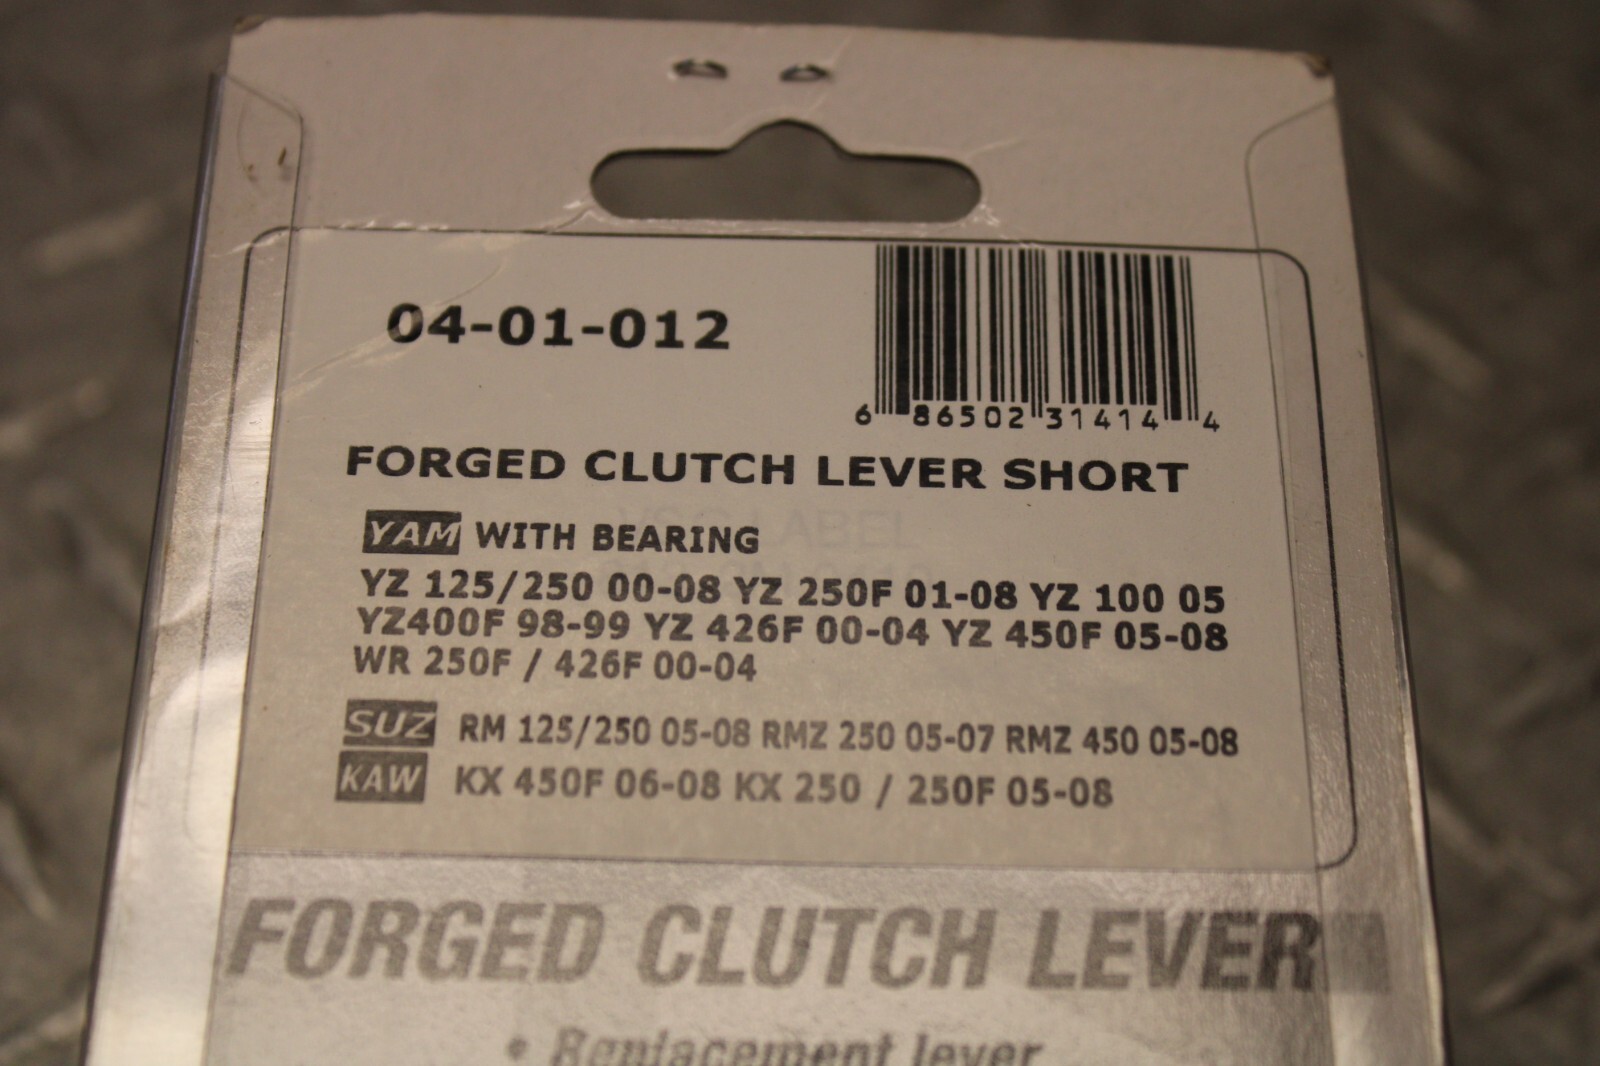 04-01-012
6 86502 31414 4
FORGED CLUTCH LEVER SHORT
YAM WITH BEARING
YZ 125/250 00-08 YZ 250F 01-08 YZ 100 05
YZ400F 98-99 YZ 426F 00-04 YZ 450F 05-08
WR 250F / 426F 00-04
SUZ RM 125/250 05-08 RMZ 250 05-07 RMZ 450 05-08
KAW KX 450F 06-08 KX 250 / 250F 05-08
FORGED CLUTCH LEVER
• Replacement lever